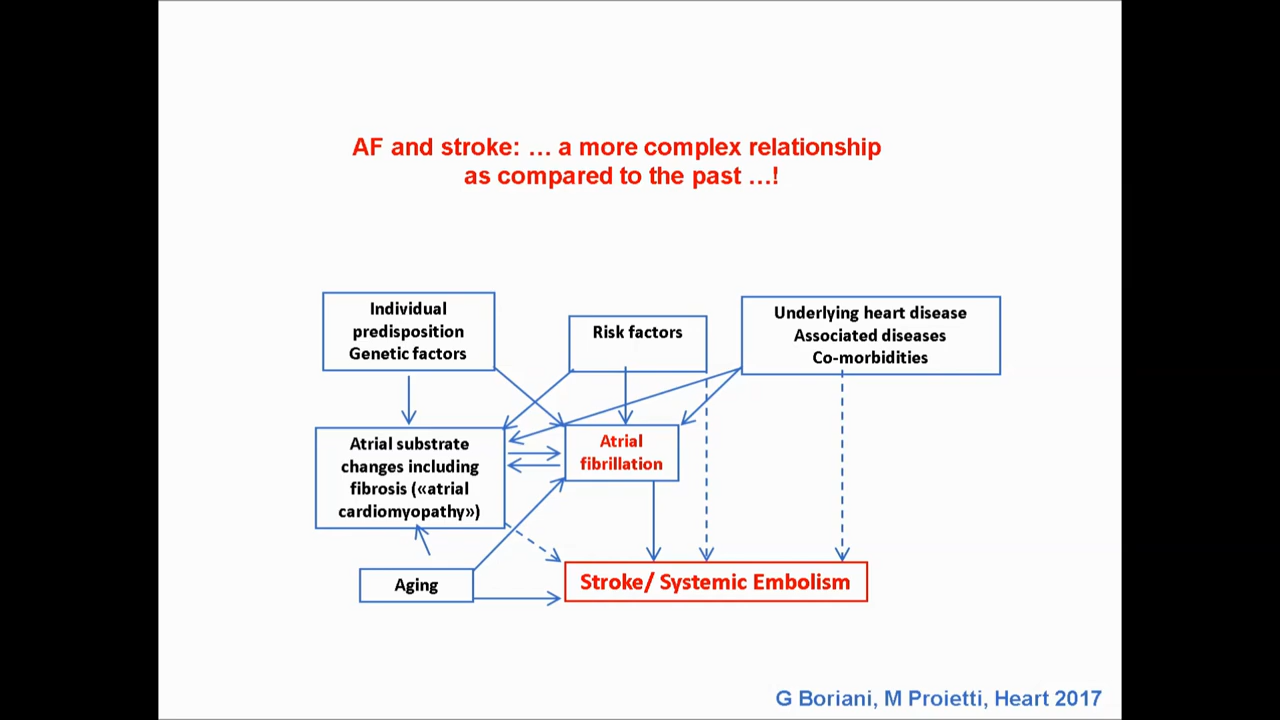 AF and stroke: … a more complex relationship
as compared to the past …!
Individual
predisposition
Genetic factors
Risk factors
Underlying heart disease
Associated diseases
Co-morbidities
Atrial substrate
changes including
fibrosis («atrial
cardiomyopathy»)
Atrial
fibrillation
Aging
Stroke/ Systemic Embolism
G Boriani, M Proietti, Heart 2017